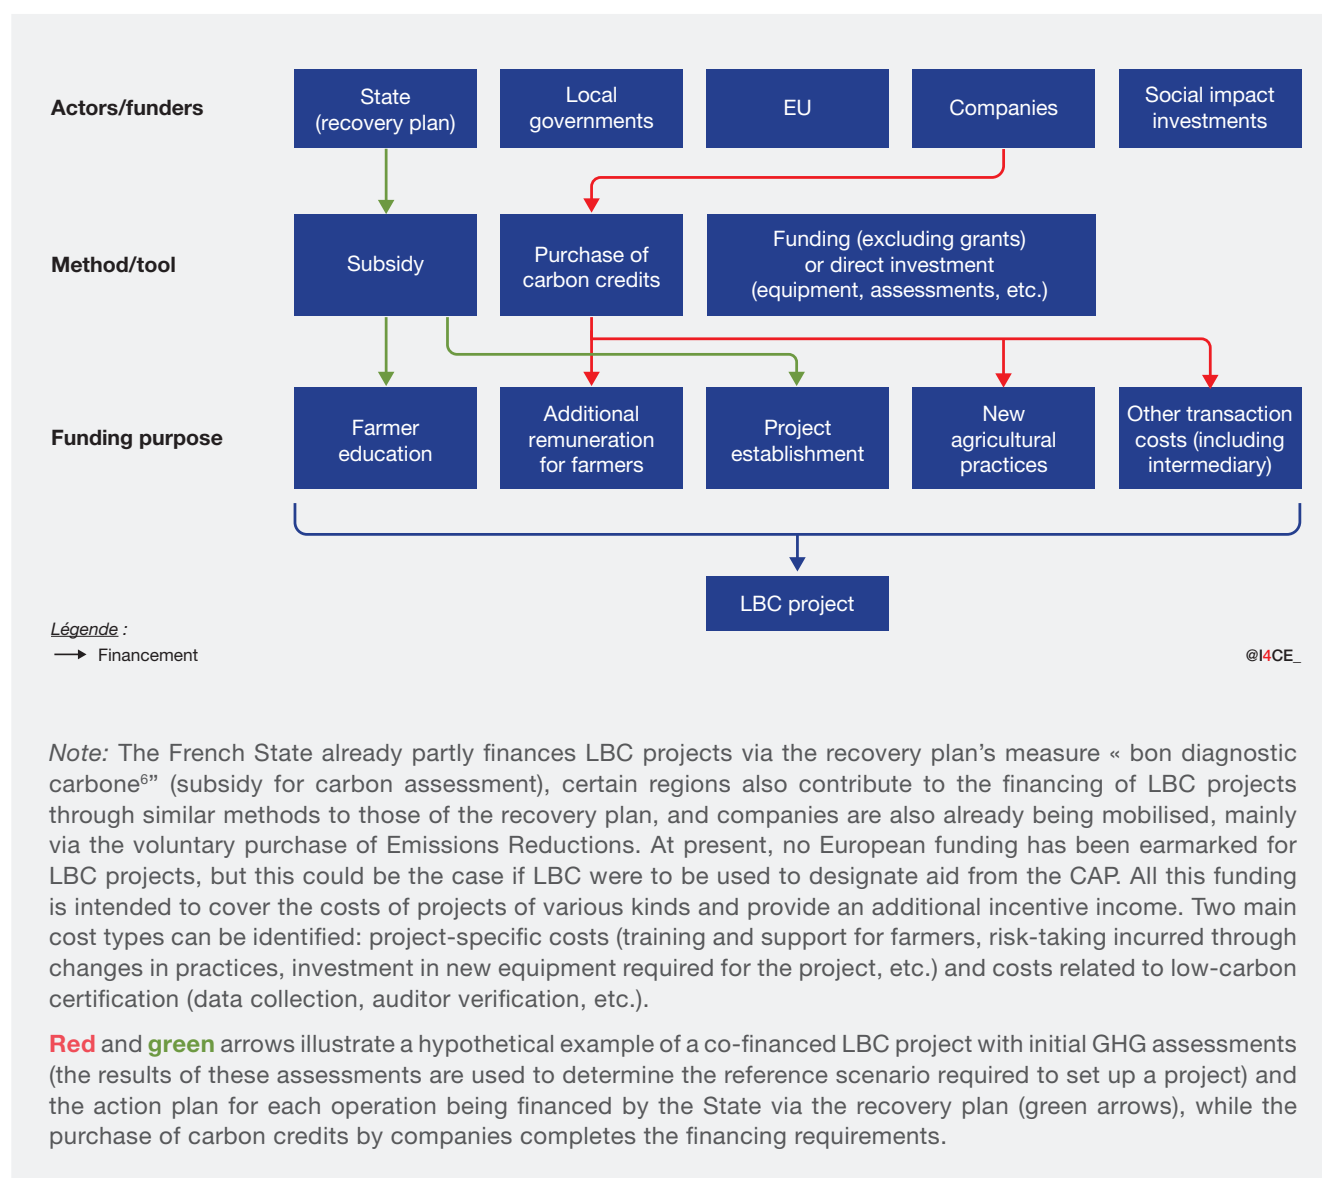 Actors/funders
State
(recovery plan)
Local
governments
EU
Companies
Social impact
investments
Method/tool
Subsidy
Purchase of
carbon credits
Funding (excluding grants)
or direct investment
(equipment, assessments, etc.)
Funding purpose
Farmer
education
Additional
remuneration
for farmers
Project
establishment
New
agricultural
practices
Other transaction
costs (including
intermediary)
LBC project
Légende :
Financement
@I4CE_
Note: The French State already partly finances LBC projects via the recovery plan’s measure « bon diagnostic
carbone⁶” (subsidy for carbon assessment), certain regions also contribute to the financing of LBC projects
through similar methods to those of the recovery plan, and companies are also already being mobilised, mainly
via the voluntary purchase of Emissions Reductions. At present, no European funding has been earmarked for
LBC projects, but this could be the case if LBC were to be used to designate aid from the CAP. All this funding
is intended to cover the costs of projects of various kinds and provide an additional incentive income. Two main
cost types can be identified: project-specific costs (training and support for farmers, risk-taking incurred through
changes in practices, investment in new equipment required for the project, etc.) and costs related to low-carbon
certification (data collection, auditor verification, etc.).
Red and green arrows illustrate a hypothetical example of a co-financed LBC project with initial GHG assessments
(the results of these assessments are used to determine the reference scenario required to set up a project) and
the action plan for each operation being financed by the State via the recovery plan (green arrows), while the
purchase of carbon credits by companies completes the financing requirements.